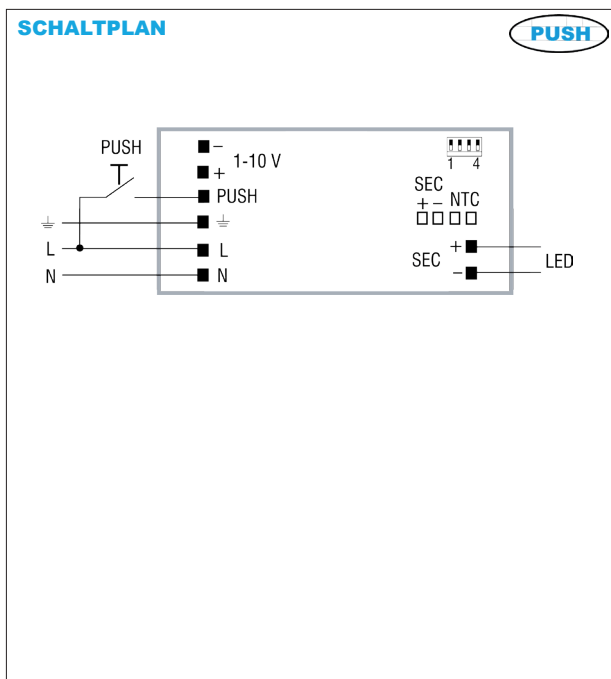 SCHALTPLAN
PUSH
PUSH
–
1-10 V
+
PUSH
1 4
SEC
+ – NTC
⏚ ⏚
L L
N N
SEC
+
–
LED